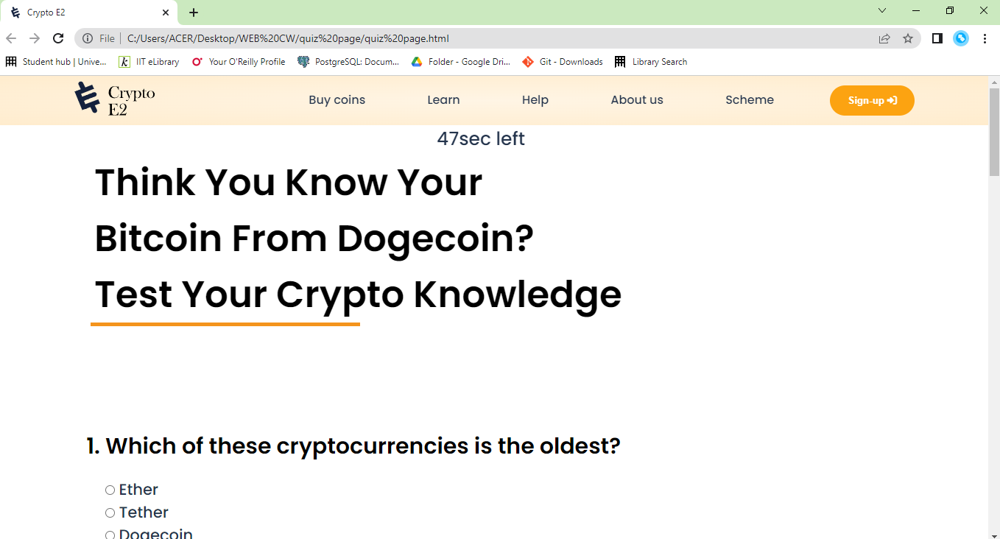 Crypto E2
File C:/Users/ACER/Desktop/WEB%20CW/quiz%20page/quiz%20page.html
Student hub | Unive... IIT eLibrary Your O'Reilly Profile PostgreSQL: Docum... Folder - Google Dri... Git - Downloads Library Search
Crypto
E2
Buy coins Learn Help About us Scheme Sign-up
47sec left
Think You Know Your
Bitcoin From Dogecoin?
Test Your Crypto Knowledge
1. Which of these cryptocurrencies is the oldest?
Ether
Tether
Dogecoin